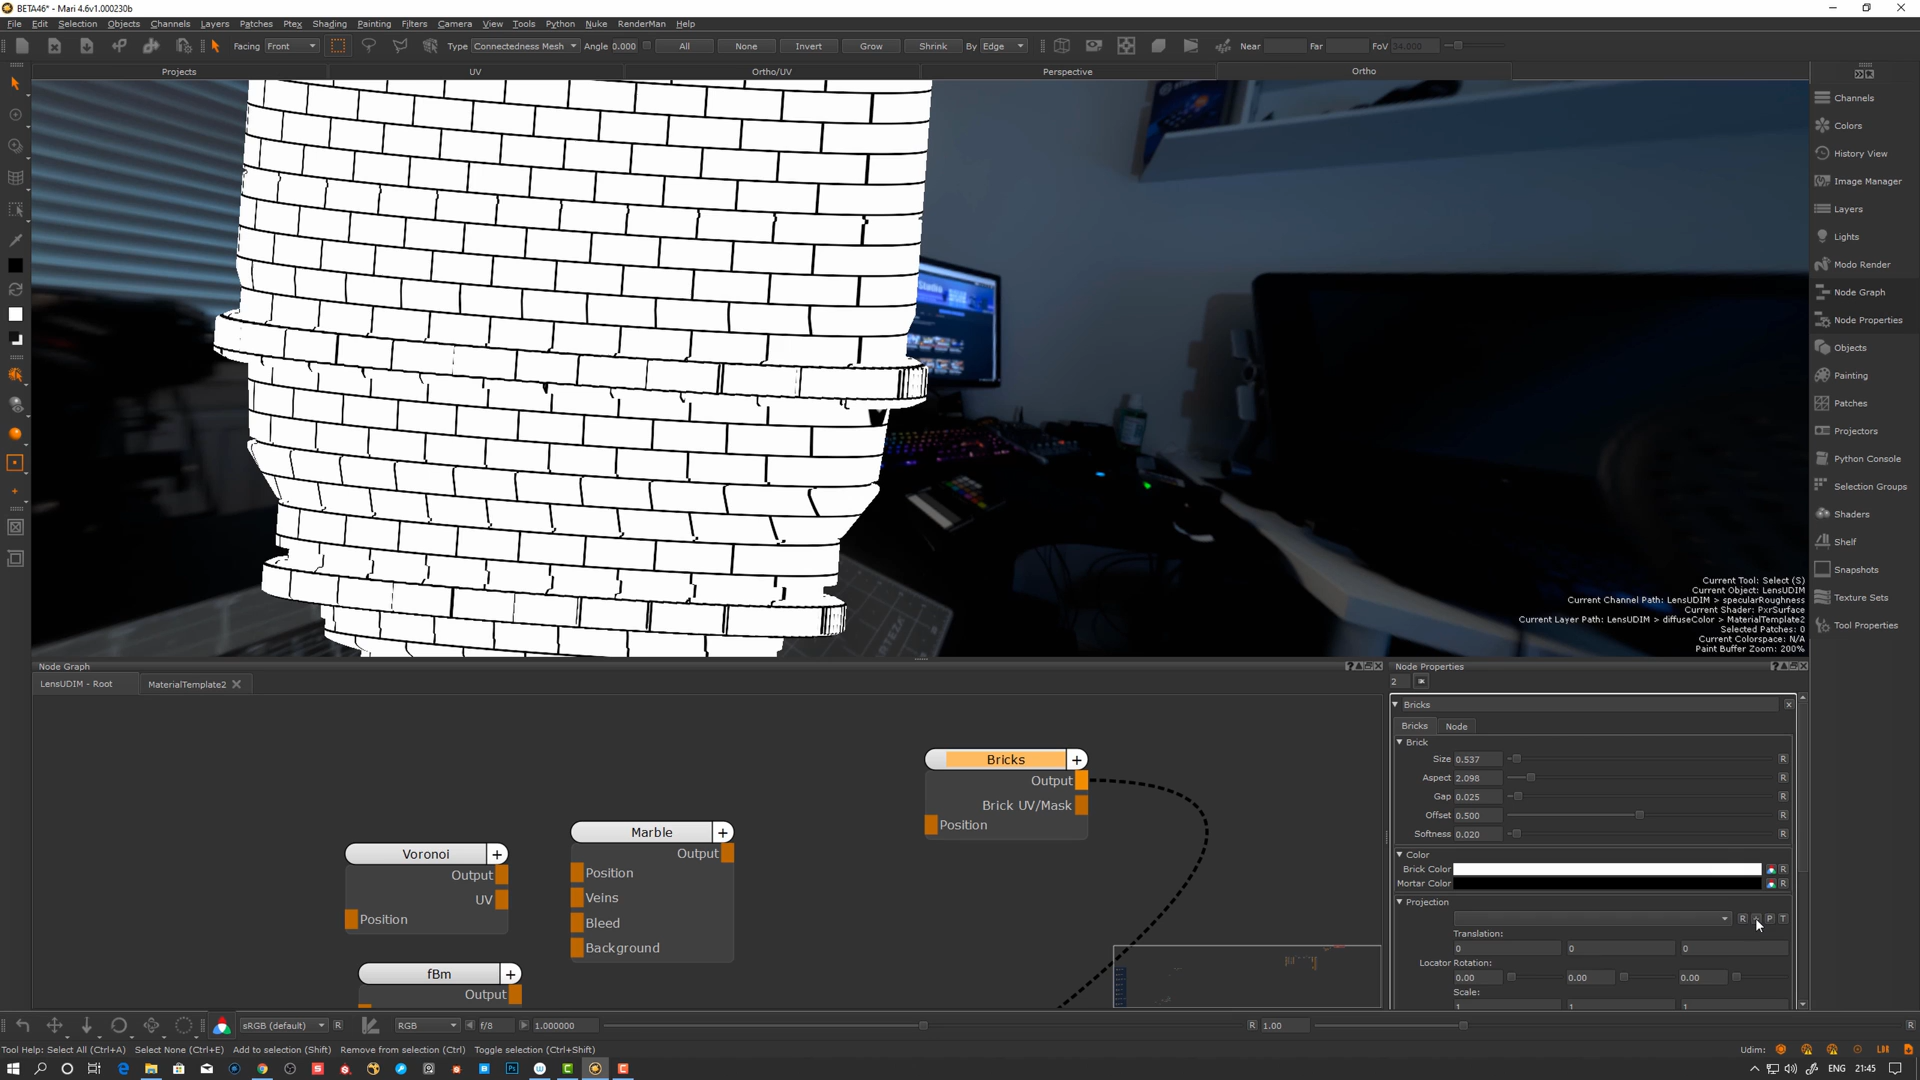 BETA46* - Mari 4.6v1.000230b
File Edit Selection Objects Channels Layers Patches Ptex Shading Painting Filters Camera View Tools Python Nuke RenderMan Help
Facing Front Type Connectedness Mesh Angle 0.000 All None Invert Grow Shrink By Edge Near Far FoV 34.000
Projects UV Ortho/UV Perspective Ortho
Channels
Colors
History View
Image Manager
Layers
Lights
Modo Render
Node Graph
Node Properties
Objects
Painting
Patches
Projectors
Python Console
Selection Groups
Shaders
Shelf
Snapshots
Texture Sets
Tool Properties
Current Tool: Select (S)
Current Object: LensUDIM
Current Channel Path: LensUDIM > specularRoughness
Current Shader: PxrSurface
Current Layer Path: LensUDIM > diffuseColor > MaterialTemplate2
Selected Patches: 0
Current Colorspace: N/A
Paint Buffer Zoom: 200%
Node Graph
LensUDIM - Root MaterialTemplate2
Bricks +
Output
Brick UV/Mask
Position
Marble +
Output
Position
Veins
Bleed
Background
Voronoi +
Output
UV
Position
fBm +
Output
Node Properties
2
Bricks
Bricks Node
Brick
Size 0.537 R
Aspect 2.098 R
Gap 0.025 R
Offset 0.500 R
Softness 0.020 R
Color
Brick Color R
Mortar Color R
Projection
R P T
Translation:
0 0 0
Locator Rotation:
0.00 0.00 0.00
Scale:
1 1 1
sRGB (default) R RGB f/8 1.000000 R 1.00 R
Tool Help: Select All (Ctrl+A) Select None (Ctrl+E) Add to selection (Shift) Remove from selection (Ctrl) Toggle selection (Ctrl+Shift) Udim:
ENG 21:45